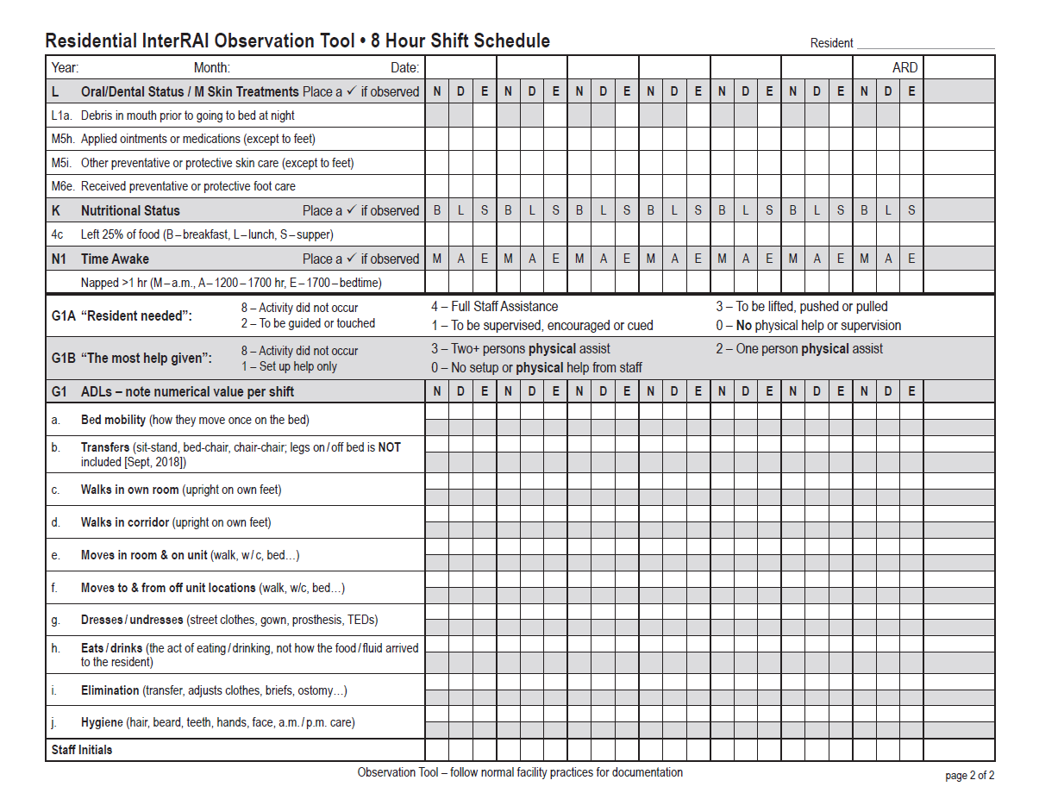 Residential InterRAI Observation Tool • 8 Hour Shift Schedule
Resident
Year: Month: Date: ARD
L Oral/Dental Status / M Skin Treatments Place a ✓ if observed N D E N D E N D E N D E N D E N D E N D E
L1a. Debris in mouth prior to going to bed at night
M5h. Applied ointments or medications (except to feet)
M5i. Other preventative or protective skin care (except to feet)
M6e. Received preventative or protective foot care
K Nutritional Status Place a ✓ if observed B L S B L S B L S B L S B L S B L S B L S
4c Left 25% of food (B – breakfast, L – lunch, S – supper)
N1 Time Awake Place a ✓ if observed M A E M A E M A E M A E M A E M A E M A E
Napped >1 hr (M – a.m., A – 1200 – 1700 hr, E – 1700 – bedtime)
G1A “Resident needed”: 8 – Activity did not occur 4 – Full Staff Assistance 3 – To be lifted, pushed or pulled
2 – To be guided or touched 1 – To be supervised, encouraged or cued 0 – No physical help or supervision
G1B “The most help given”: 8 – Activity did not occur 3 – Two+ persons physical assist 2 – One person physical assist
1 – Set up help only 0 – No setup or physical help from staff
G1 ADLs – note numerical value per shift N D E N D E N D E N D E N D E N D E N D E
a. Bed mobility (how they move once on the bed)
b. Transfers (sit-stand, bed-chair, chair-chair; legs on / off bed is NOT
included [Sept, 2018])
c. Walks in own room (upright on own feet)
d. Walks in corridor (upright on own feet)
e. Moves in room & on unit (walk, w / c, bed…)
f. Moves to & from off unit locations (walk, w/c, bed…)
g. Dresses / undresses (street clothes, gown, prosthesis, TEDs)
h. Eats / drinks (the act of eating / drinking, not how the food / fluid arrived
to the resident)
i. Elimination (transfer, adjusts clothes, briefs, ostomy…)
j. Hygiene (hair, beard, teeth, hands, face, a.m. / p.m. care)
Staff Initials
Observation Tool – follow normal facility practices for documentation
page 2 of 2